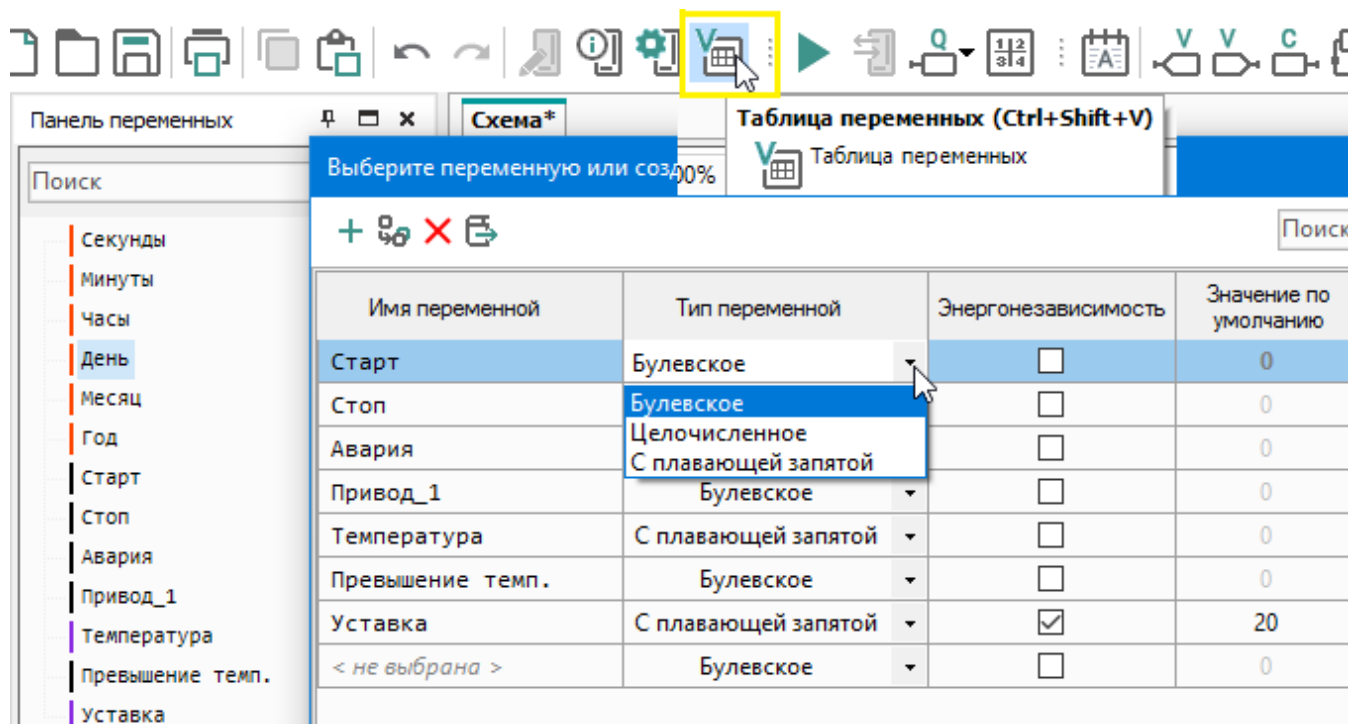 Панель переменных
Схема*
Таблица переменных (Ctrl+Shift+V)
Таблица переменных
Поиск
Выберите переменную или созд
00%
Поиск
Секунды
Минуты
Часы
День
Месяц
Год
Старт
Стоп
Авария
Привод_1
Температура
Превышение темп.
Уставка
Имя переменной
Тип переменной
Энергонезависимость
Значение по
умолчанию
Старт
Булевское
0
Стоп
Булевское
0
Авария
Целочисленное
С плавающей запятой
0
Привод_1
Булевское
0
Температура
С плавающей запятой
0
Превышение темп.
Булевское
0
Уставка
С плавающей запятой
20
< не выбрана >
Булевское
0